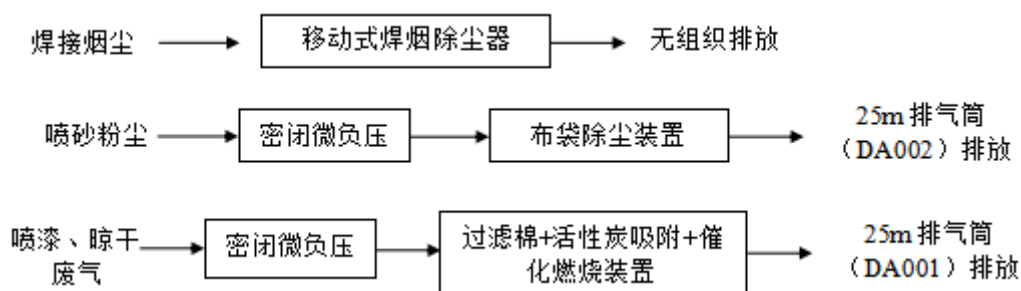 焊接烟尘
移动式焊烟除尘器
无组织排放
喷砂粉尘
密闭微负压
布袋除尘装置
25m 排气筒
（DA002）排放
喷漆、晾干
废气
密闭微负压
过滤棉+活性炭吸附+催
化燃烧装置
25m 排气筒
（DA001）排放